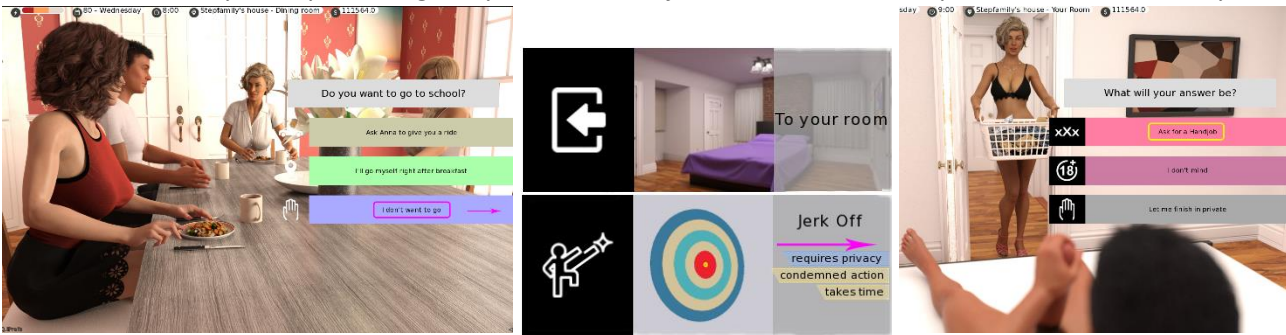 80 - Wednesday 8:00 Stepfamily's house - Dining room 111564.0
Do you want to go to school?
Ask Anna to give you a ride
I'll go myself right after breakfast
I don't want to go
To your room
Jerk Off
requires privacy
condemned action
takes time
sday 9:00 Stepfamily's house - Your Room 111564.0
What will your answer be?
xXx Ask for a Handjob
18+ I don't mind
Let me finish in private